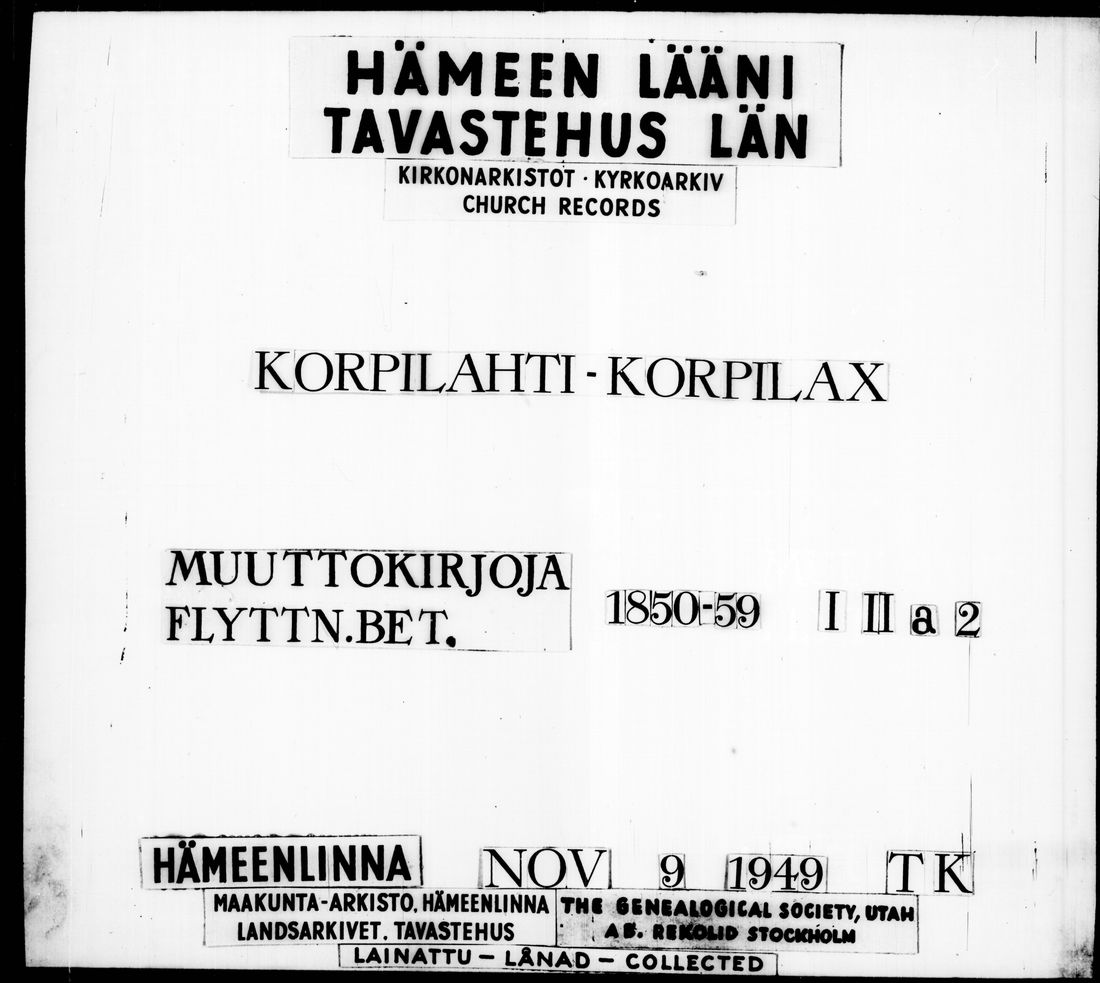 HÄMEEN LÄÄNI
TAVASTEHUS LÄN
KIRKONARKISTOT · KYRKOARKIV
CHURCH RECORDS
KORPILAHTI - KORPILAX
MUUTTOKIRJOJA
FLYTTN.BET.
1850-59 I II a 2
HÄMEENLINNA NOV 9 1949 T K
MAAKUNTA-ARKISTO, HÄMEENLINNA
LANDSARKIVET, TAVASTEHUS
THE GENEALOGICAL SOCIETY, UTAH
AB. REKOLID STOCKHOLM
LAINATTU – LÅNAD – COLLECTED